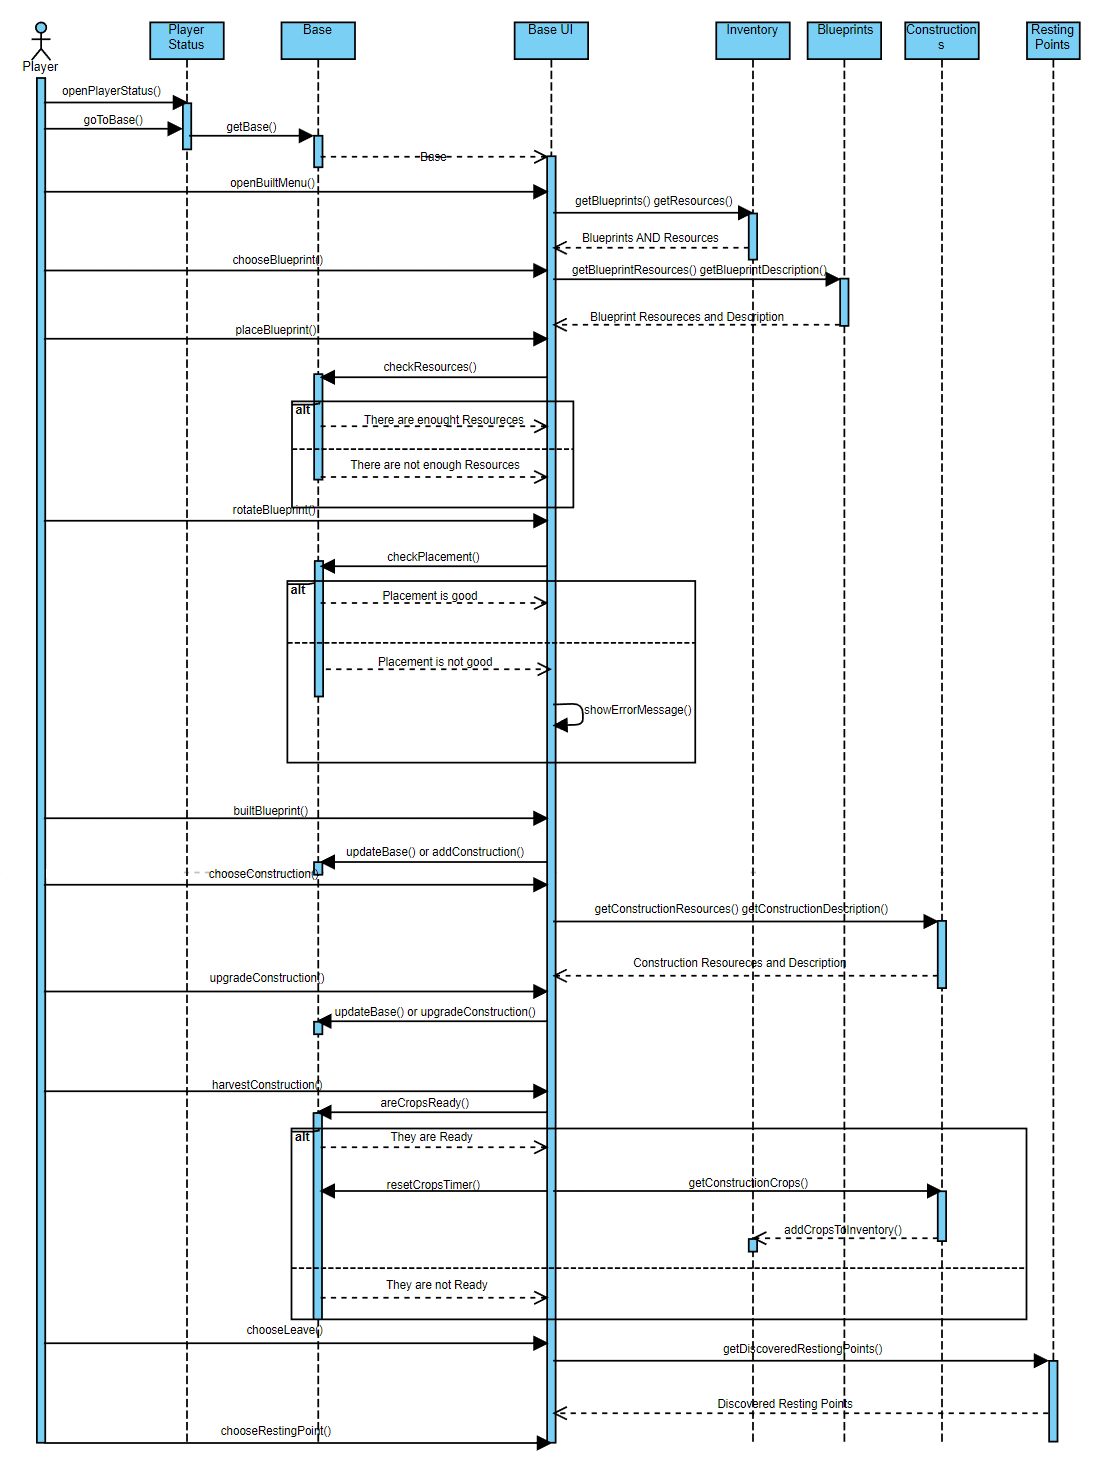 Player
Player
Status
Base
Base UI
Inventory
Blueprints
Construction
s
Resting
Points
openPlayerStatus()
goToBase()
getBase()
Base
openBuiltMenu()
getBlueprints() getResources()
Blueprints AND Resources
chooseBlueprint()
getBlueprintResources() getBlueprintDescription()
Blueprint Resoureces and Description
placeBlueprint()
checkResources()
alt
There are enought Resoureces
There are not enough Resources
rotateBlueprint()
checkPlacement()
alt
Placement is good
Placement is not good
showErrorMessage()
builtBlueprint()
updateBase() or addConstruction()
chooseConstruction()
getConstructionResources() getConstructionDescription()
Construction Resoureces and Description
upgradeConstruction()
updateBase() or upgradeConstruction()
harvestConstruction()
areCropsReady()
alt
They are Ready
resetCropsTimer()
getConstructionCrops()
addCropsToInventory()
They are not Ready
chooseLeave()
getDiscoveredRestiongPoints()
Discovered Resting Points
chooseRestingPoint()